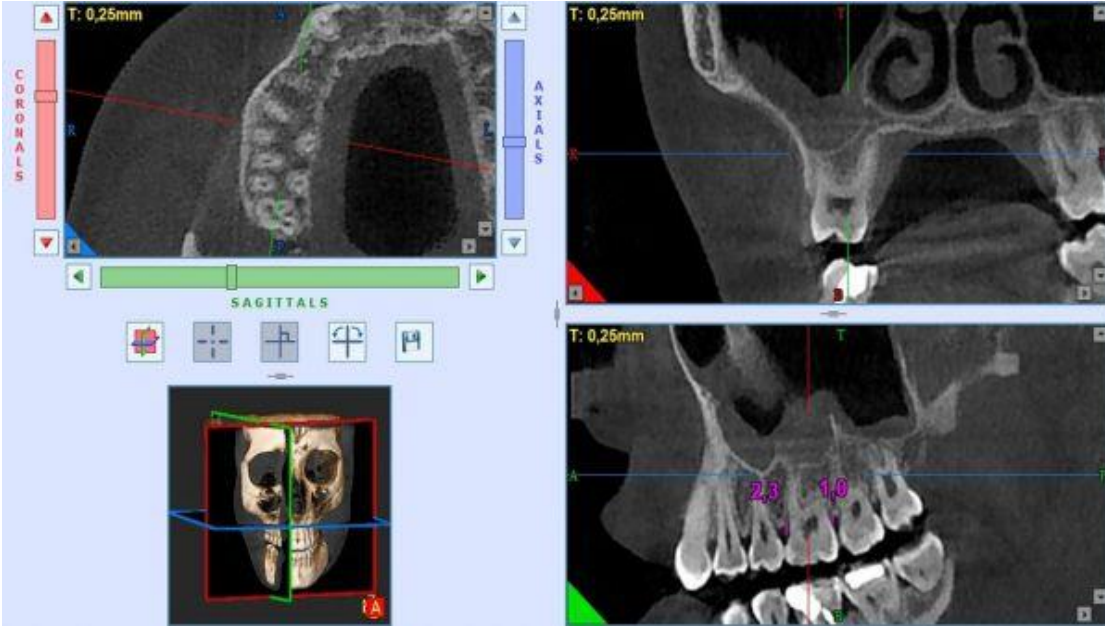 T: 0,25mm
A
R
L
P
CORONALS
AXIALS
SAGITTALS
T: 0,25mm
T
R
B
T: 0,25mm
T
A
P
2,3
1,0
B
A